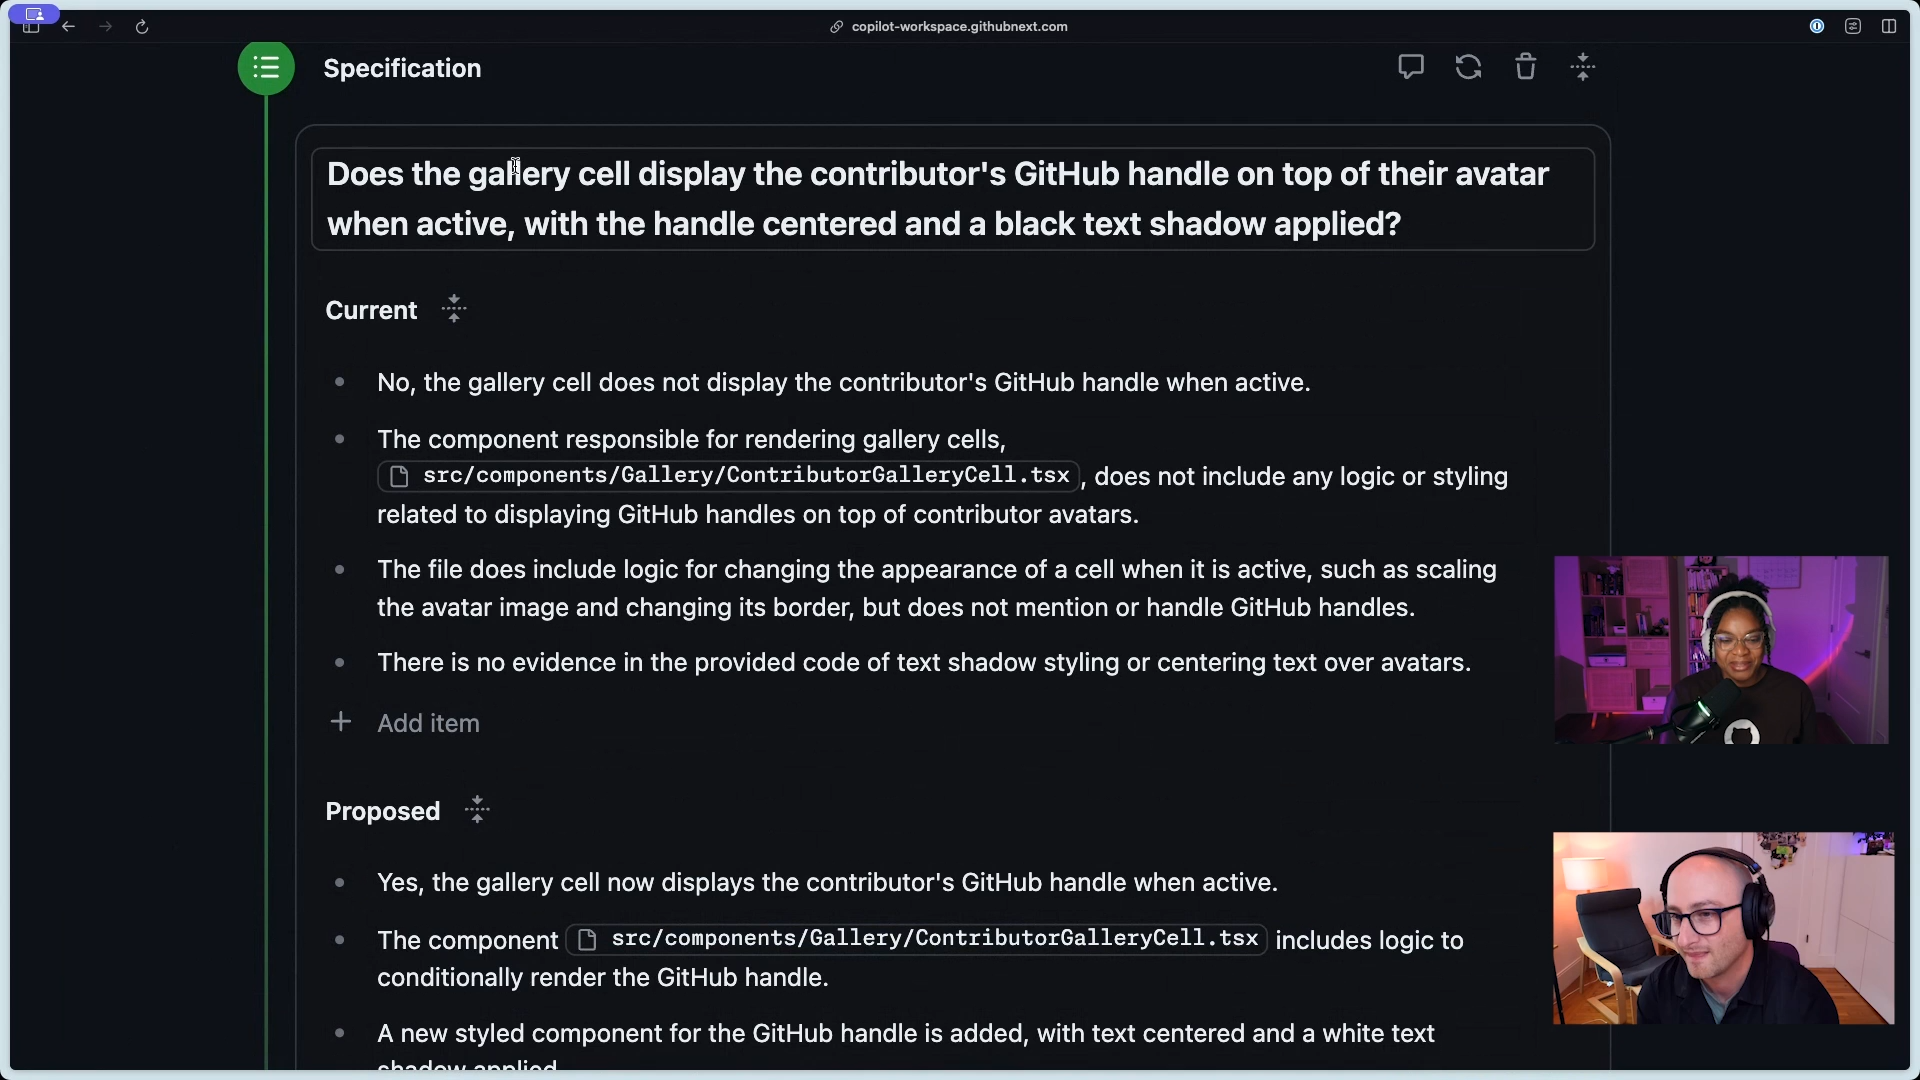 copilot-workspace.githubnext.com
Specification
Does the gallery cell display the contributor's GitHub handle on top of their avatar
when active, with the handle centered and a black text shadow applied?
Current
No, the gallery cell does not display the contributor's GitHub handle when active.
The component responsible for rendering gallery cells,
src/components/Gallery/ContributorGalleryCell.tsx, does not include any logic or styling
related to displaying GitHub handles on top of contributor avatars.
The file does include logic for changing the appearance of a cell when it is active, such as scaling
the avatar image and changing its border, but does not mention or handle GitHub handles.
There is no evidence in the provided code of text shadow styling or centering text over avatars.
+ Add item
Proposed
Yes, the gallery cell now displays the contributor's GitHub handle when active.
The component src/components/Gallery/ContributorGalleryCell.tsx includes logic to
conditionally render the GitHub handle.
A new styled component for the GitHub handle is added, with text centered and a white text
shadow applied